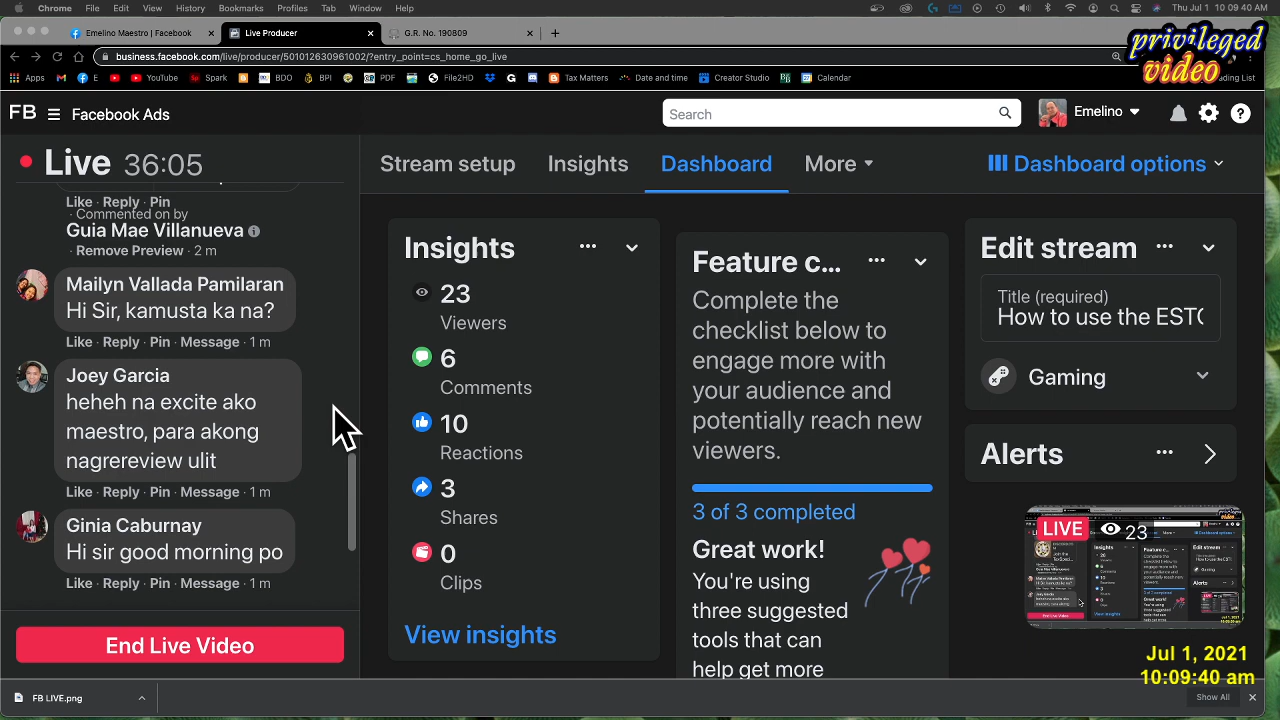 Chrome File Edit View History Bookmarks Profiles Tab Window Help
Thu Jul 1 10 09:40 AM
Emelino Maestro | Facebook
Live Producer
G.R. No. 190809
privileged
video
business.facebook.com/live/producer/501012630961002/?entry_point=cs_home_go_live
Apps E YouTube Spark BDO BPI PDF File2HD G Tax Matters Date and time Creator Studio Calendar
ding List
FB Facebook Ads
Search
Emelino
Live 36:05
Stream setup Insights Dashboard More Dashboard options
Like · Reply · Pin
· Commented on by
Guia Mae Villanueva
· Remove Preview · 2 m
Mailyn Vallada Pamilaran
Hi Sir, kamusta ka na?
Like · Reply · Pin · Message · 1 m
Joey Garcia
heheh na excite ako
maestro, para akong
nagrereview ulit
Like · Reply · Pin · Message · 1 m
Ginia Caburnay
Hi sir good morning po
Like · Reply · Pin · Message · 1 m
End Live Video
Insights
23
Viewers
6
Comments
10
Reactions
3
Shares
0
Clips
View insights
Feature c...
Complete the
checklist below to
engage more with
your audience and
potentially reach new
viewers.
3 of 3 completed
Great work!
You're using
three suggested
tools that can
help get more
Edit stream
Title (required)
How to use the ESTC
Gaming
Alerts
LIVE 23
Jul 1, 2021
10:09:40 am
FB LIVE.png
Show All